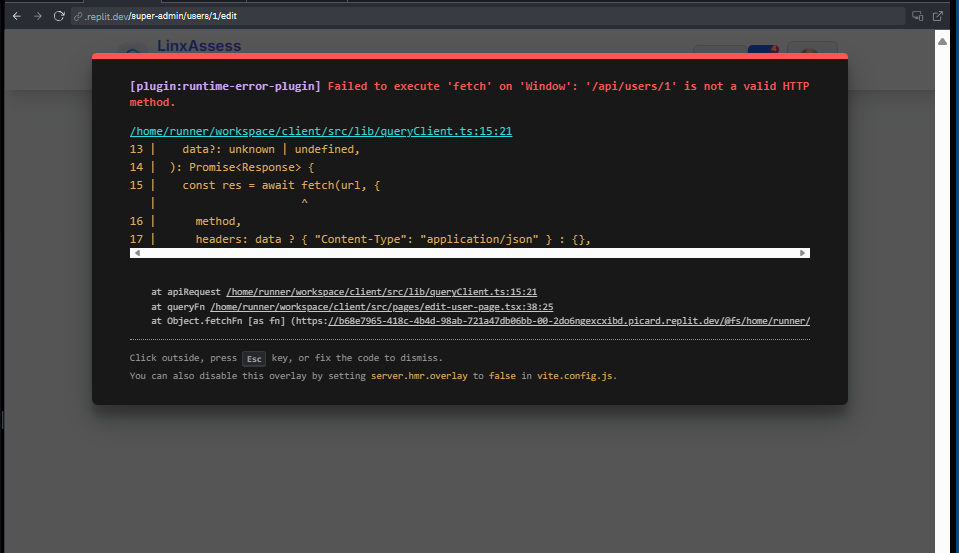 .replit.dev/super-admin/users/1/edit
LinxAssess
4
[plugin:runtime-error-plugin] Failed to execute 'fetch' on 'Window': '/api/users/1' is not a valid HTTP
method.
/home/runner/workspace/client/src/lib/queryClient.ts:15:21
13 |    data?: unknown | undefined,
14 |  ): Promise<Response> {
15 |    const res = await fetch(url, {
   |                      ^
16 |      method,
17 |      headers: data ? { "Content-Type": "application/json" } : {},
at apiRequest /home/runner/workspace/client/src/lib/queryClient.ts:15:21
at queryFn /home/runner/workspace/client/src/pages/edit-user-page.tsx:38:25
at Object.fetchFn [as fn] (https://b68e7965-418c-4b4d-98ab-721a47db06bb-00-2do6ngexcxibd.picard.replit.dev/@fs/home/runner/
Click outside, press Esc key, or fix the code to dismiss.
You can also disable this overlay by setting server.hmr.overlay to false in vite.config.js.